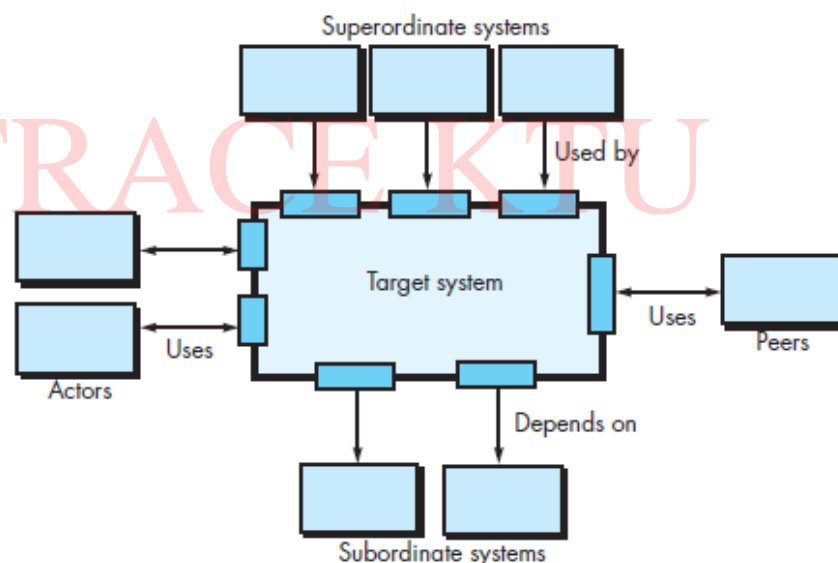 Superordinate systems
TRACE KTU
Used by
Target system
Uses
Uses
Actors
Peers
Depends on
Subordinate systems